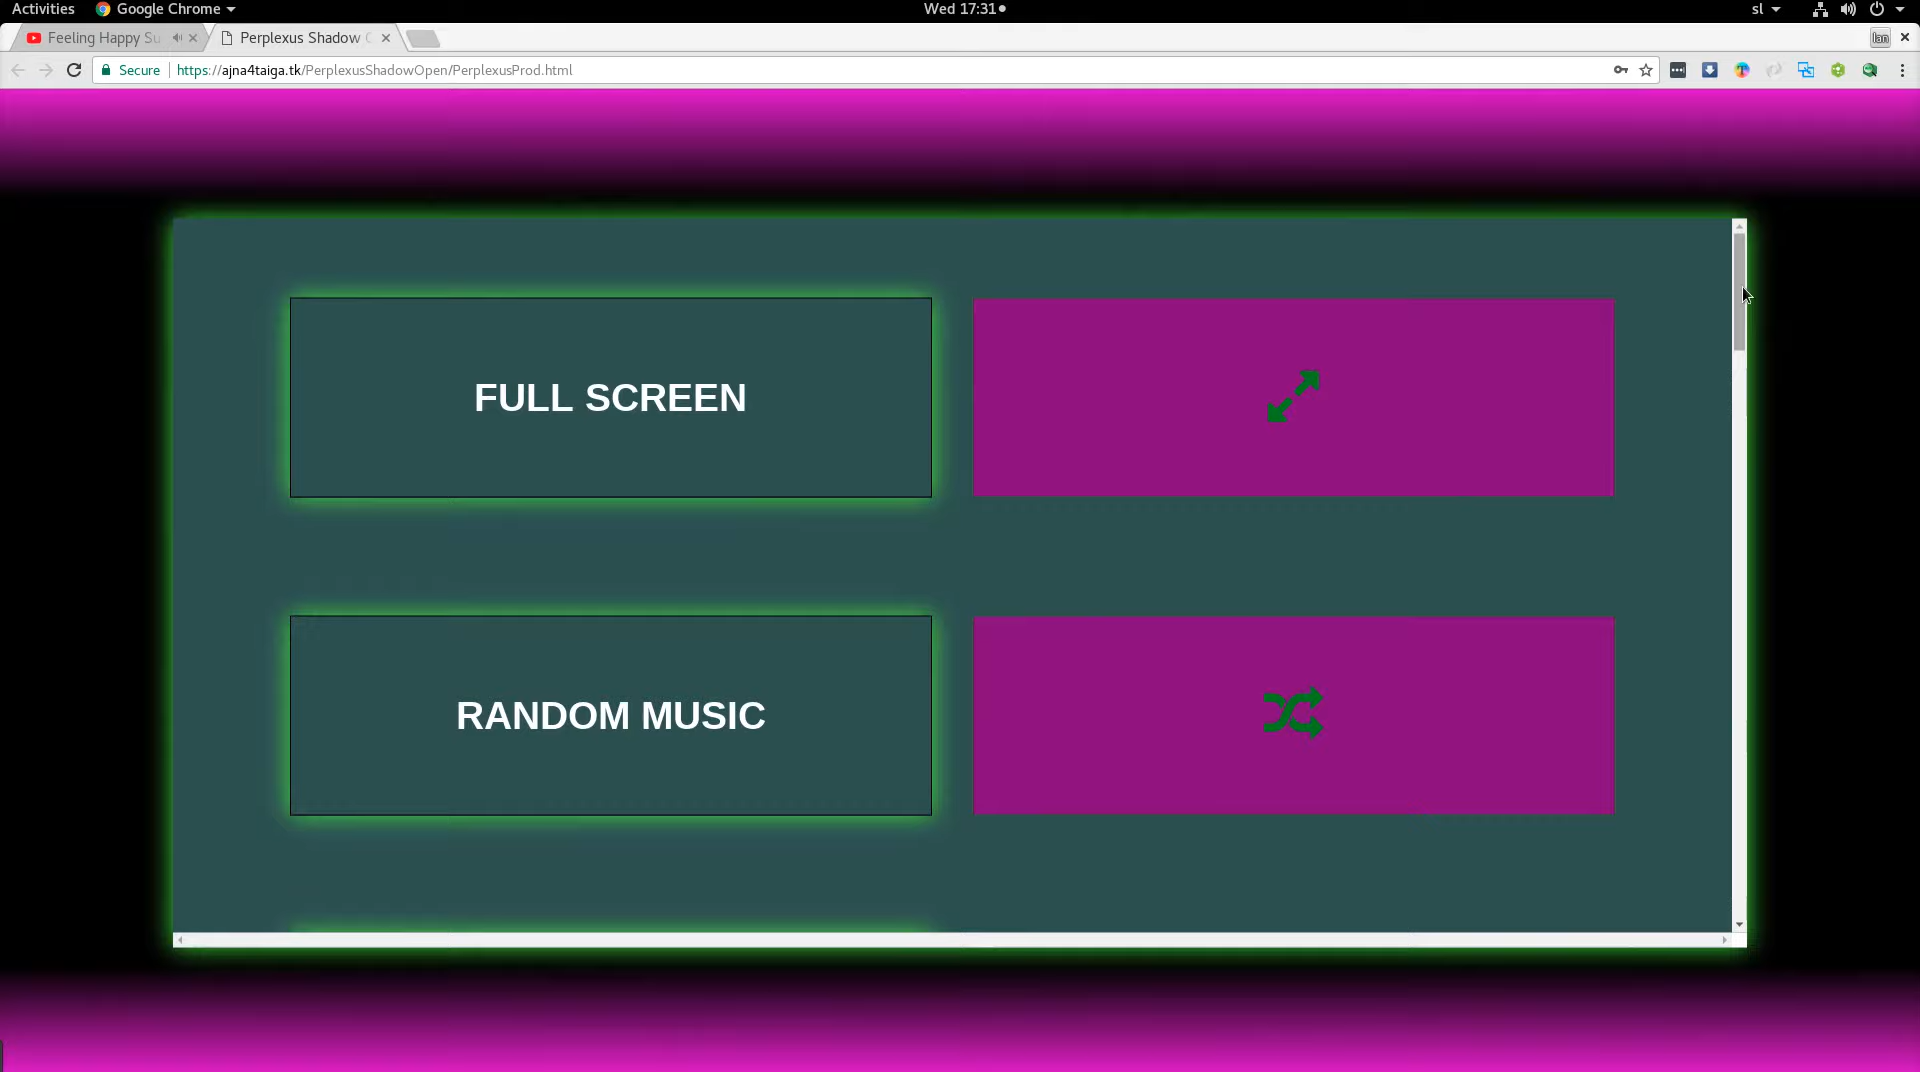 Activities
Google Chrome
Wed 17:31
sl
Feeling Happy Su
Perplexus Shadow
Ian
Secure
https://ajna4taiga.tk/PerplexusShadowOpen/PerplexusProd.html
FULL SCREEN
RANDOM MUSIC